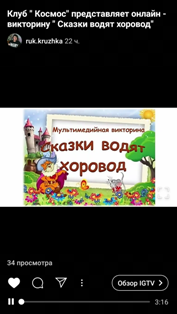 Клуб " Космос" представляет онлайн -
викторину " Сказки водят хоровод"
ruk.kruzhka 22 ч.
Мультимедийная викторина
Сказки водят
хоровод
34 просмотра
Обзор IGTV >
3:16